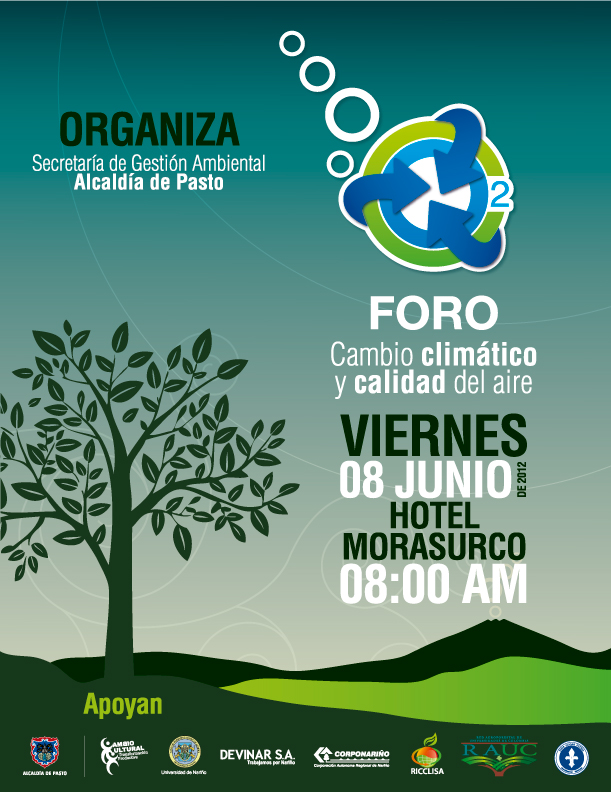 ORGANIZA
Secretaría de Gestión Ambiental
Alcaldía de Pasto
2
FORO
Cambio climático
y calidad del aire
VIERNES
08 JUNIO DE 2012
HOTEL
MORASURCO
08:00 AM
Apoyan
ALCALDÍA DE PASTO
CAMBIO
CULTURAL
Transformación
Productiva
Universidad de Nariño
DEVINAR S.A.
Trabajamos por Nariño
CORPONARIÑO
Corporación Autónoma Regional de Nariño
RICCLISA
RAUC